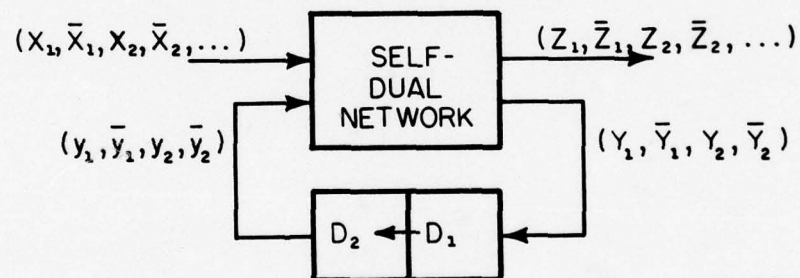 (X₁, X̄₁, X₂, X̄₂, ...)
SELF-
DUAL
NETWORK
(Z₁, Z̄₁, Z₂, Z̄₂, ...)
(y₁, ȳ₁, y₂, ȳ₂)
(Y₁, Ȳ₁, Y₂, Ȳ₂)
D₂ ← D₁